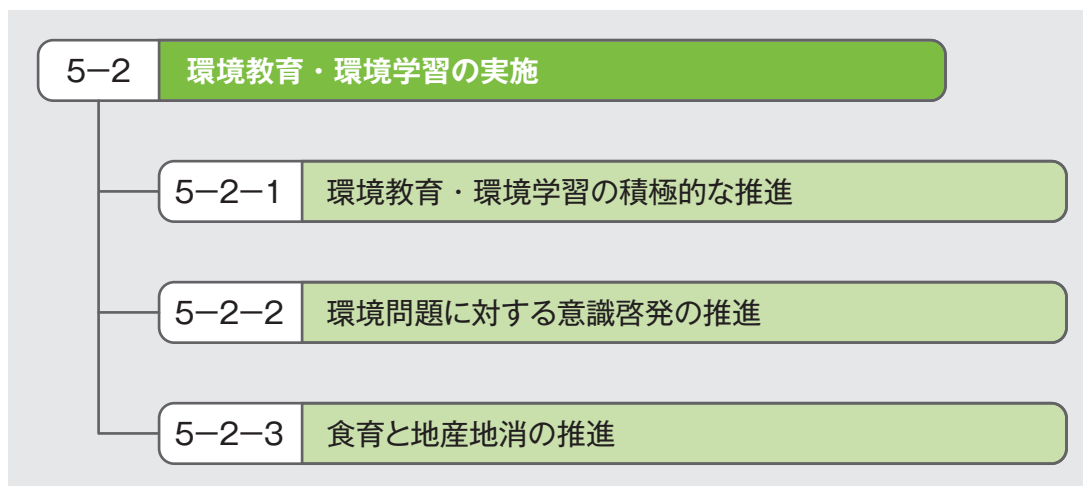 5−2 環境教育・環境学習の実施
5−2−1 環境教育・環境学習の積極的な推進
5−2−2 環境問題に対する意識啓発の推進
5−2−3 食育と地産地消の推進